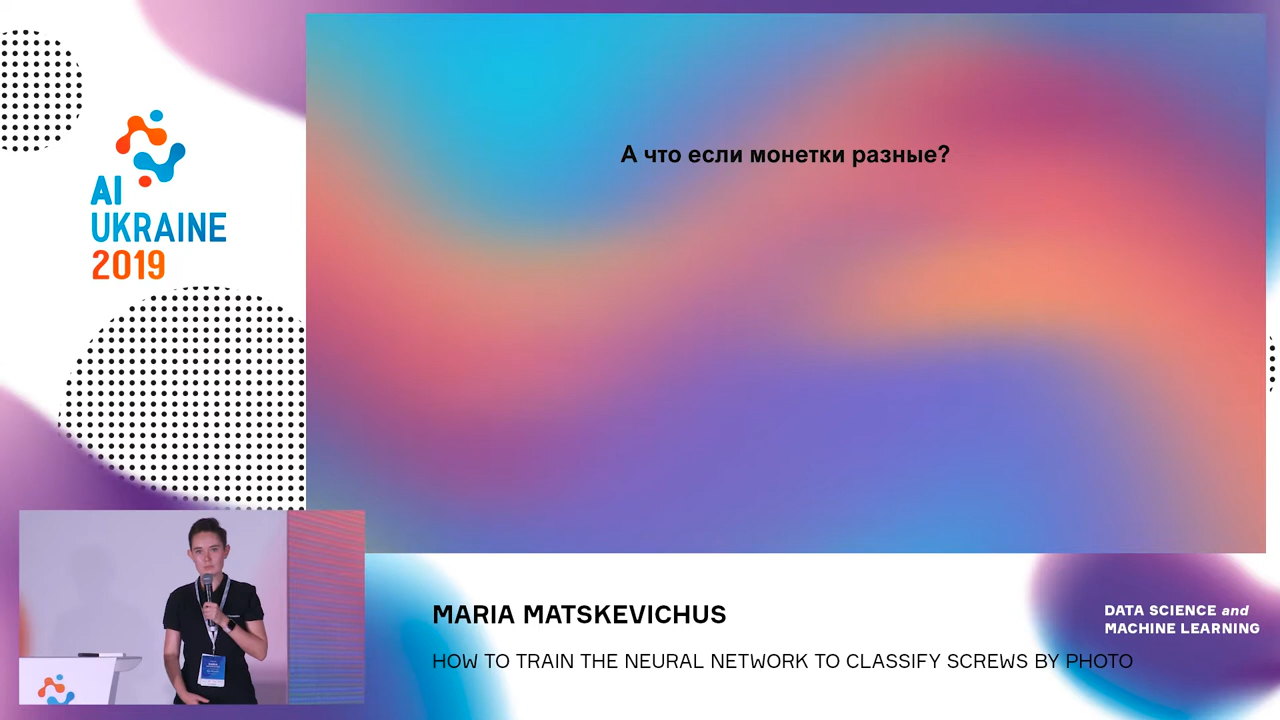 А что если монетки разные?
AI
UKRAINE
2019
MARIA MATSKEVICHUS
HOW TO TRAIN THE NEURAL NETWORK TO CLASSIFY SCREWS BY PHOTO
DATA SCIENCE and
MACHINE LEARNING